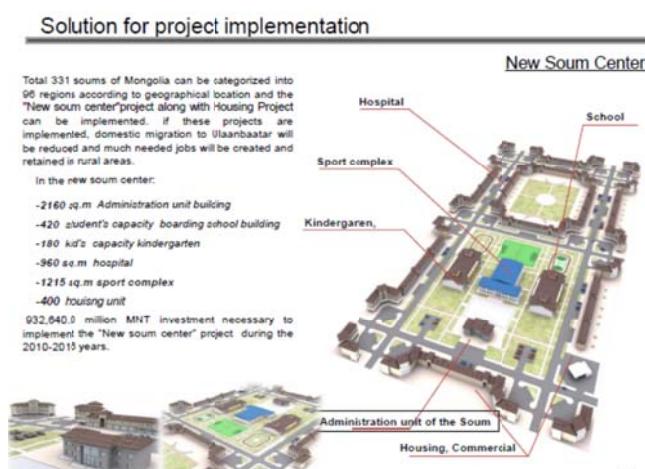 Solution for project implementation
New Soum Center
Total 331 soums of Mongolia can be categorized into
96 regions according to geographical location and the
"New soum center"project along with Housing Project
can be implemented. if these projects are
implemented, domestic migration to Ulaanbaatar will
be reduced and much needed jobs will be created and
retained in rural areas.
In the new soum center:
-2160 sq.m Administration unit building
-420 student's capacity boarding school building
-180 kid's capacity kindergarten
-960 sq.m hospital
-1215 sq.m sport complex
-400 houisng unit
932,640.0 million MNT investment necessary to
implement the "New soum center" project during the
2010-2015 years.
Hospital
School
Sport complex
Kindergaren,
Administration unit of the Soum
Housing, Commercial